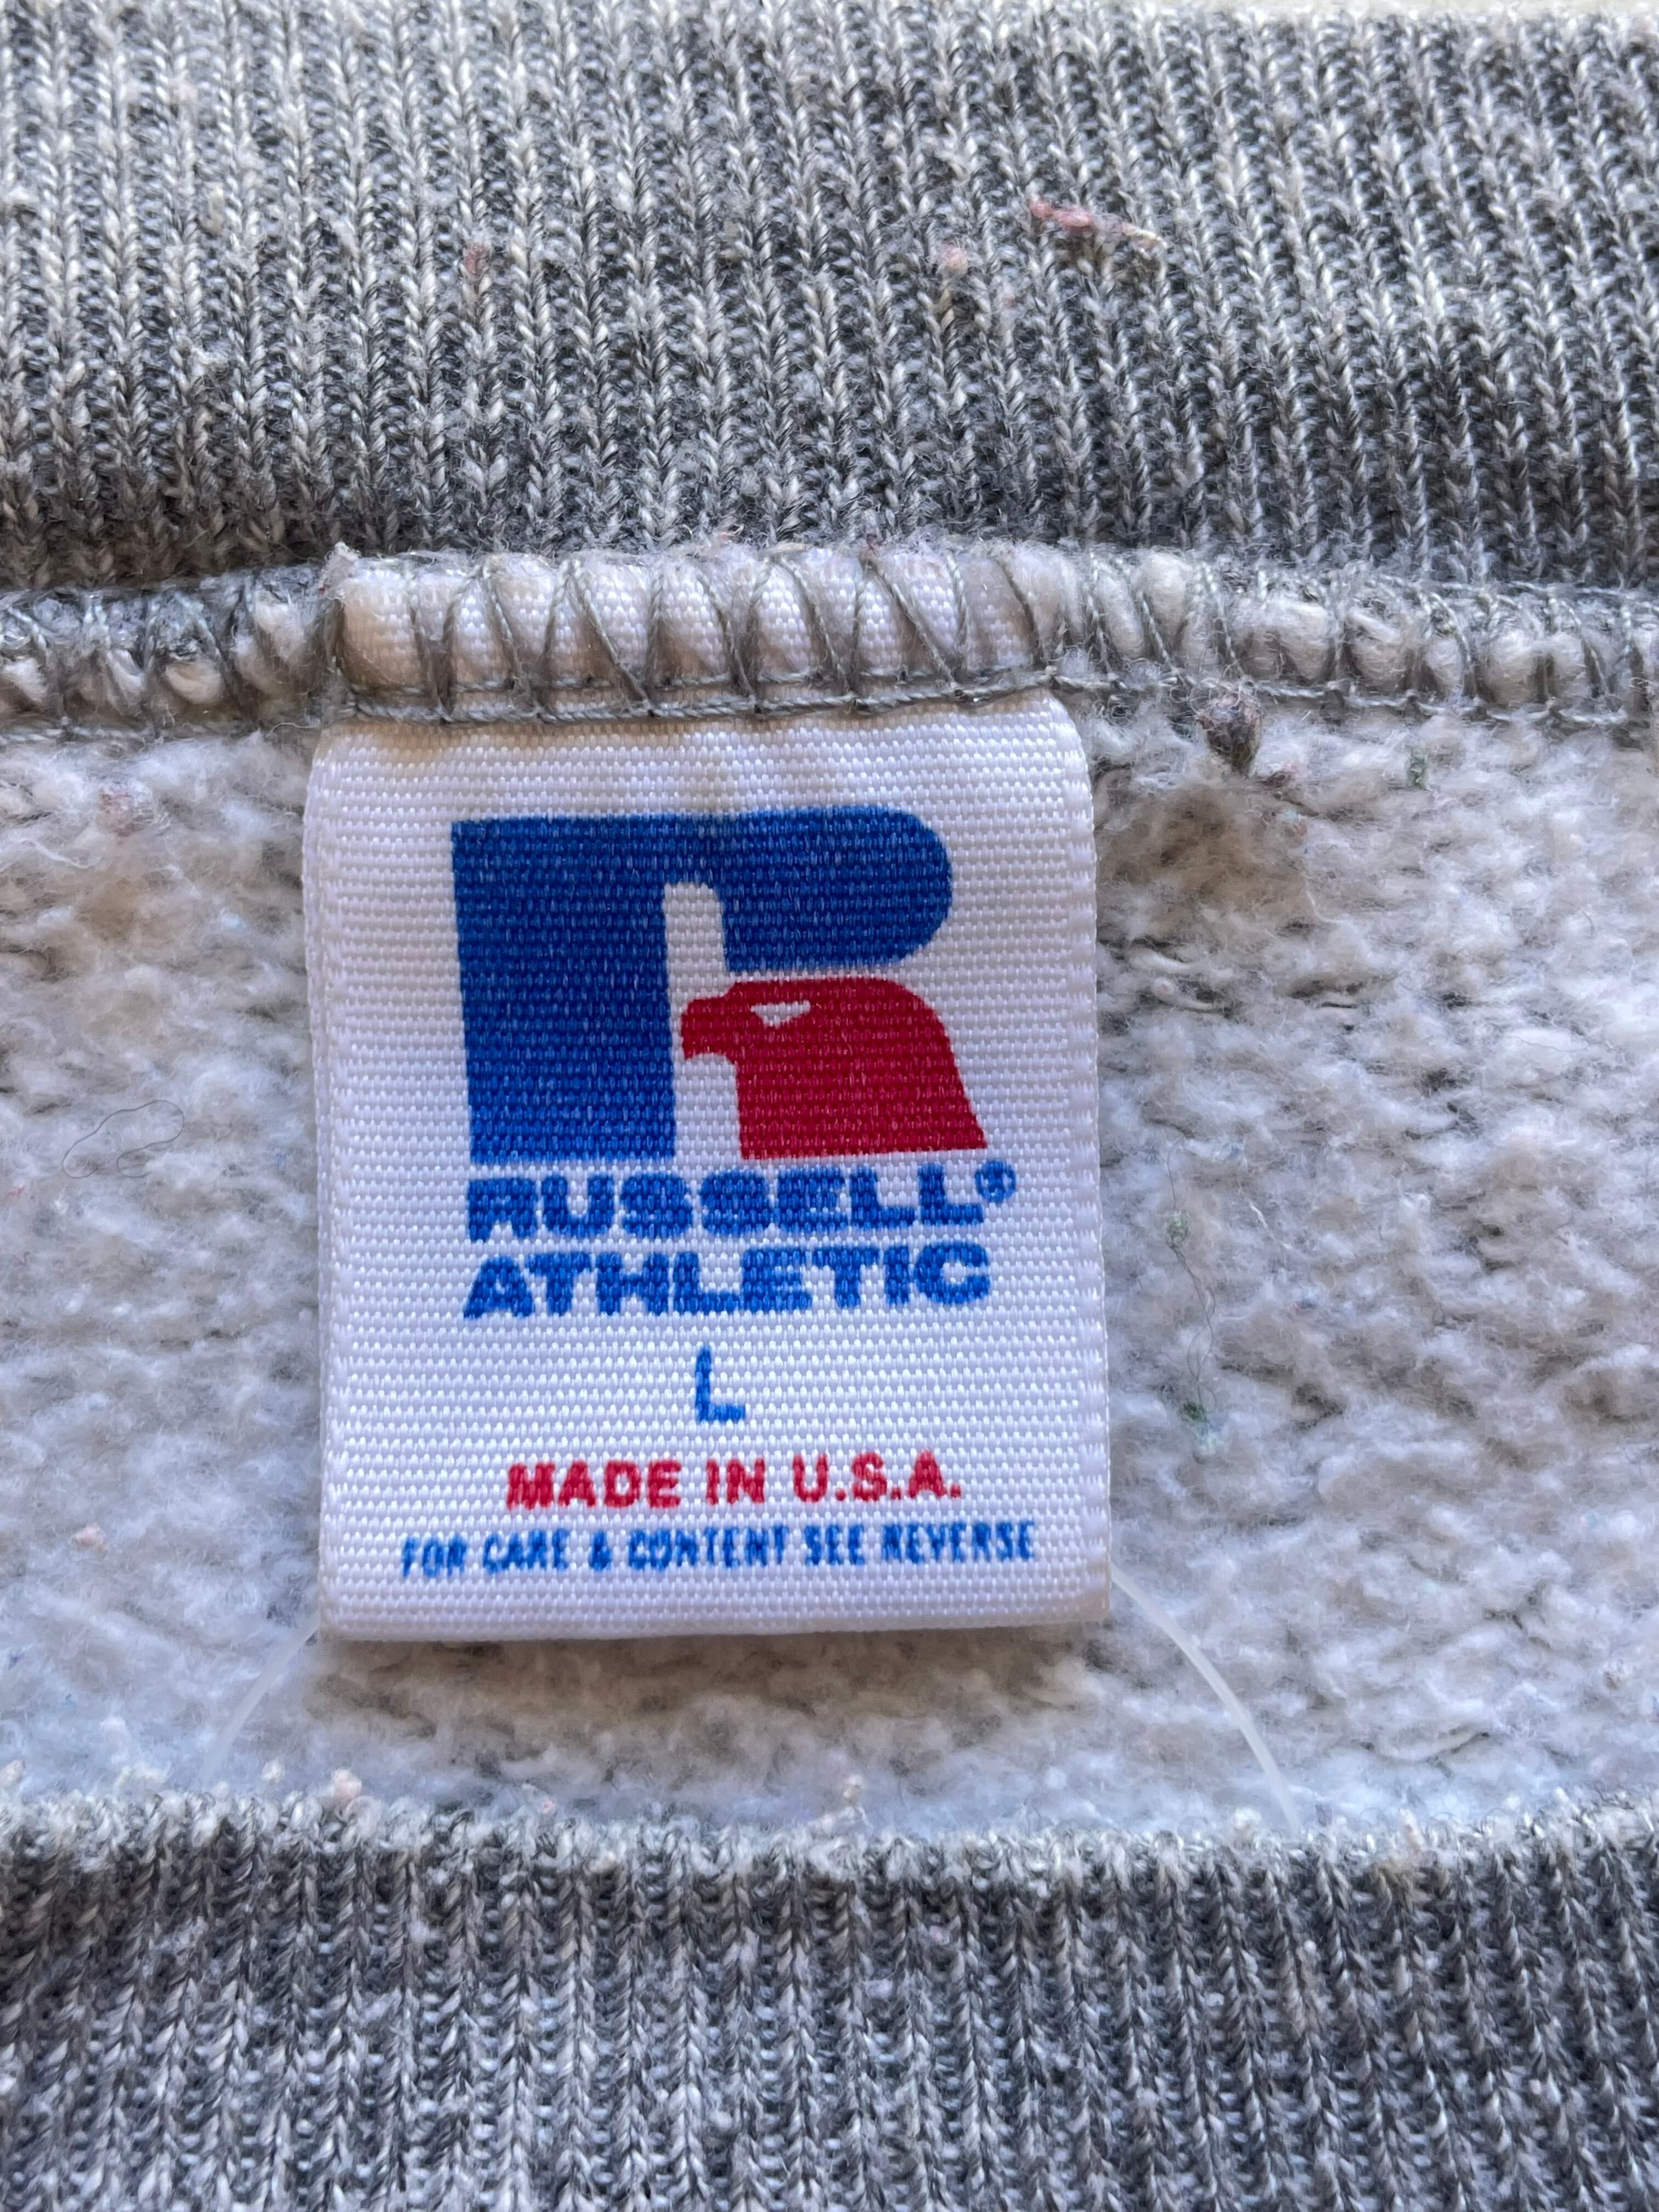 R
RUSSELL®
ATHLETIC
L
MADE IN U.S.A.
FOR CARE & CONTENT SEE REVERSE